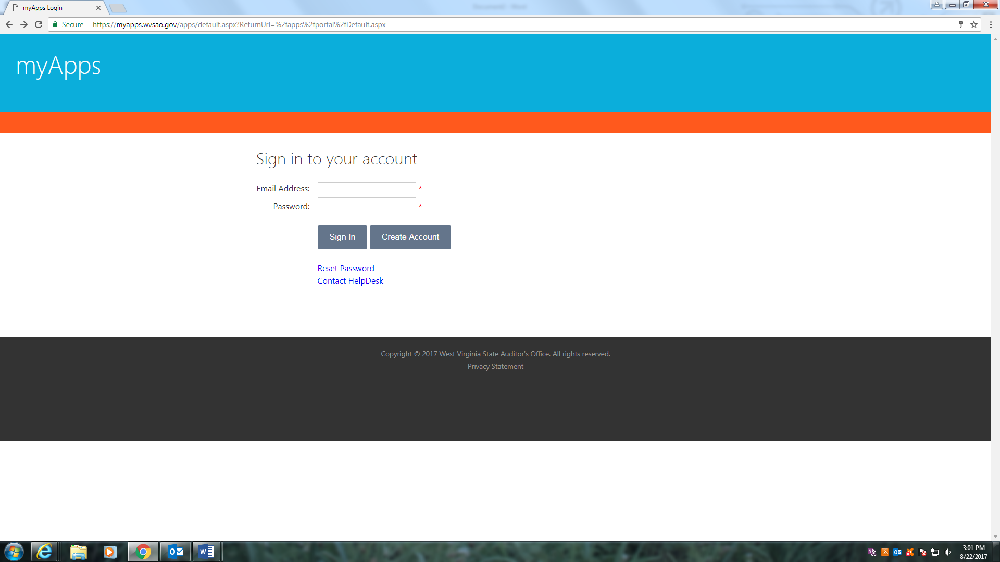 myApps Login
Secure
https://myapps.wvsao.gov/apps/default.aspx?ReturnUrl=%2fapps%2fportal%2fDefault.aspx
myApps
Sign in to your account
Email Address: *
Password: *
Sign In Create Account
Reset Password
Contact HelpDesk
Copyright © 2017 West Virginia State Auditor's Office. All rights reserved.
Privacy Statement
3:01 PM
8/22/2017